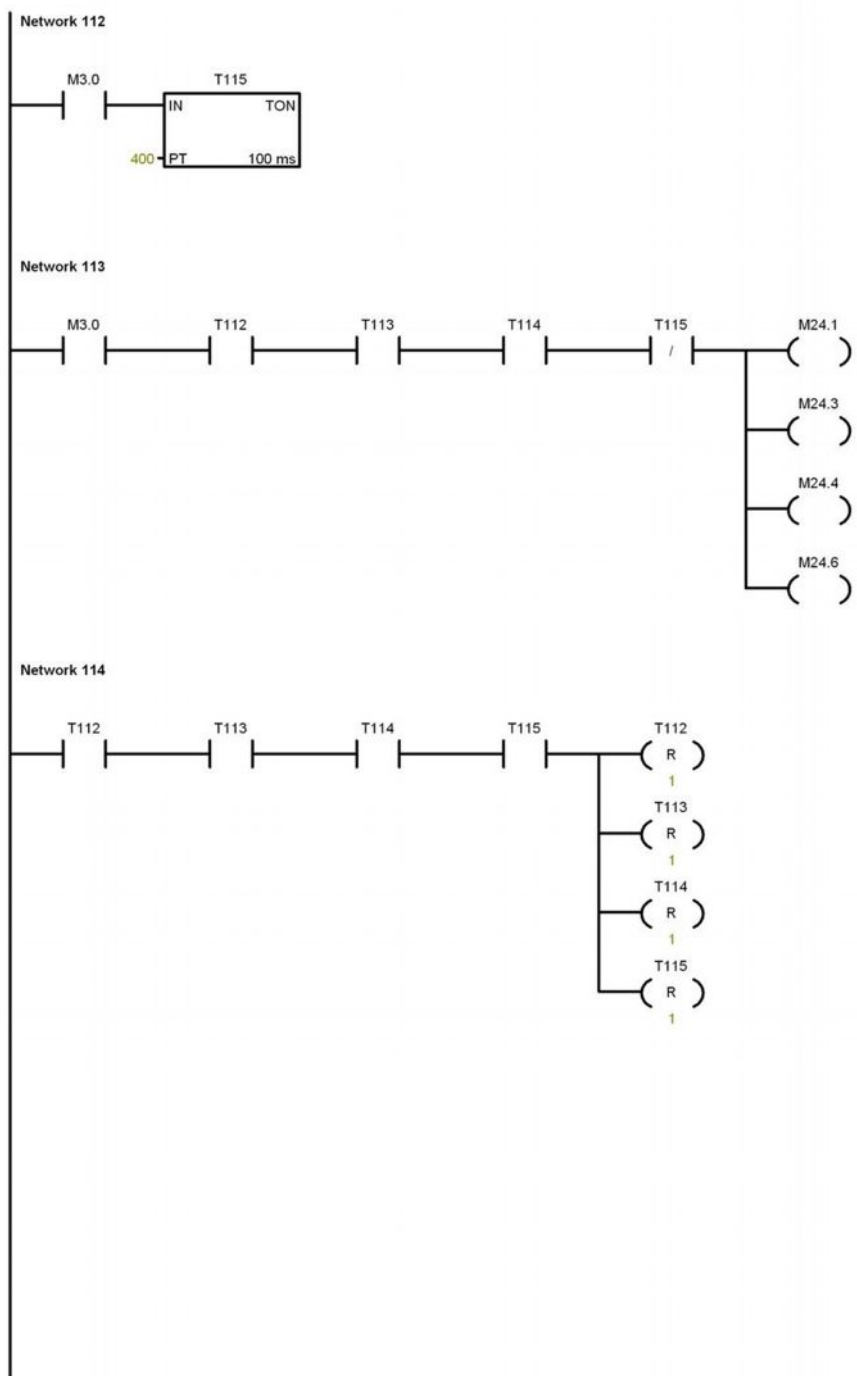 Network 112
M3.0 T115
IN TON
400 PT 100 ms
Network 113
M3.0 T112 T113 T114 T115 M24.1
/
M24.3
M24.4
M24.6
Network 114
T112 T113 T114 T115 T112
R
1
T113
R
1
T114
R
1
T115
R
1